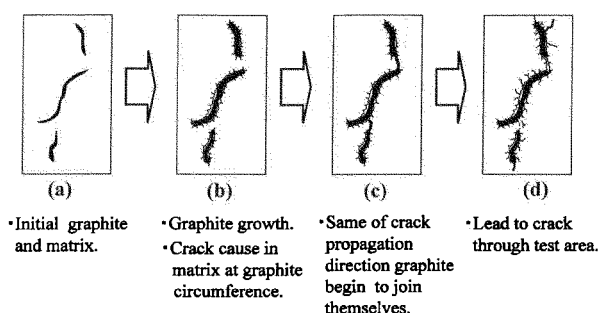 (a)
(b)
(c)
(d)
・Initial graphite
and matrix.
・Graphite growth.
・Crack cause in
matrix at graphite
circumference.
・Same of crack
propagation
direction graphite
begin to join
themselves.
・Lead to crack
through test area.